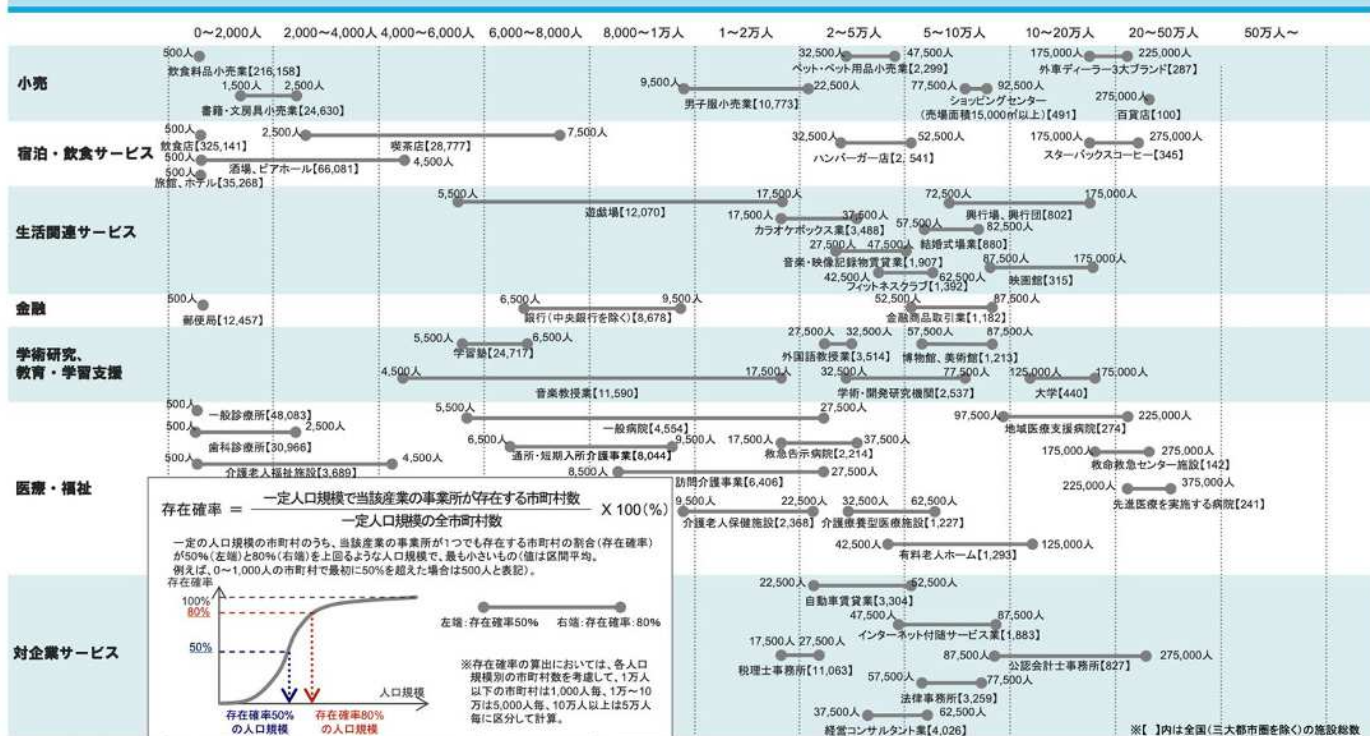 0～2,000人 2,000～4,000人 4,000～6,000人 6,000～8,000人 8,000～1万人 1～2万人 2～5万人 5～10万人 10～20万人 20～50万人 50万人～
小売
500人
飲食料品小売業【216,158】
1,500人 2,500人
書籍・文房具小売業【24,630】
9,500人 22,500人
男子服小売業【10,773】
32,500人 47,500人
ペット・ペット用品小売業【2,299】
77,500人 92,500人
ショッピングセンター
(売場面積15,000㎡以上)【491】
175,000人 225,000人
外車ディーラー3大ブランド【287】
275,000人
百貨店【100】
宿泊・飲食サービス
500人
飲食店【325,141】
2,500人 7,500人
喫茶店【28,777】
500人 4,500人
酒場、ビアホール【66,081】
500人
旅館、ホテル【35,268】
32,500人 52,500人
ハンバーガー店【2, 541】
175,000人 275,000人
スターバックスコーヒー【345】
生活関連サービス
5,500人 17,500人
遊戯場【12,070】
17,500人 37,500人
カラオケボックス業【3,488】
27,500人 47,500人
音楽・映像記録物賃貸業【1,907】
42,500人 62,500人
フィットネスクラブ【1,392】
72,500人 175,000人
興行場、興行団【802】
57,500人 82,500人
結婚式場業【880】
87,500人 175,000人
映画館【315】
金融
500人
郵便局【12,457】
6,500人 9,500人
銀行(中央銀行を除く)【8,678】
52,500人 87,500人
金融商品取引業【1,182】
学術研究、
教育・学習支援
5,500人 6,500人
学習塾【24,717】
27,500人 32,500人
外国語教授業【3,514】
57,500人 87,500人
博物館、美術館【1,213】
4,500人 17,500人
音楽教授業【11,590】
32,500人 77,500人
学術・開発研究機関【2,537】
125,000人 175,000人
大学【440】
医療・福祉
500人
一般診療所【48,083】
500人 2,500人
歯科診療所【30,966】
500人 4,500人
介護老人福祉施設【3,689】
5,500人 27,500人
一般病院【4,554】
6,500人 9,500人
通所・短期入所介護事業【8,044】
17,500人 37,500人
救急告示病院【2,214】
8,500人 27,500人
訪問介護事業【6,406】
9,500人 22,500人
介護老人保健施設【2,368】
32,500人 62,500人
介護療養型医療施設【1,227】
42,500人 125,000人
有料老人ホーム【1,293】
97,500人 225,000人
地域医療支援病院【274】
175,000人 275,000人
救命救急センター施設【142】
225,000人 375,000人
先進医療を実施する病院【241】
対企業サービス
22,500人 52,500人
自動車賃貸業【3,304】
47,500人 87,500人
インターネット付随サービス業【1,883】
17,500人 27,500人
税理士事務所【11,063】
87,500人 275,000人
公認会計士事務所【827】
57,500人 77,500人
法律事務所【3,259】
37,500人 62,500人
経営コンサルタント業【4,026】
存在確率 = 一定人口規模で当該産業の事業所が存在する市町村数
一定人口規模の全市町村数
X 100(%)
一定の人口規模の市町村のうち、当該産業の事業所が1つでも存在する市町村の割合(存在確率)
が50%(左端)と80%(右端)を上回るような人口規模で、最も小さいもの(値は区間平均。
例えば、0～1,000人の市町村で最初に50%を超えた場合は500人と表記)。
存在確率
100%
80%
50%
人口規模
存在確率50%
の人口規模
存在確率80%
の人口規模
左端:存在確率50% 右端:存在確率:80%
※存在確率の算出においては、各人口
規模別の市町村数を考慮して、1万人
以下の市町村は1,000人毎、1万～10
万は5,000人毎、10万人以上は5万人
毎に区分して計算。
※【 】内は全国(三大都市圏を除く)の施設総数